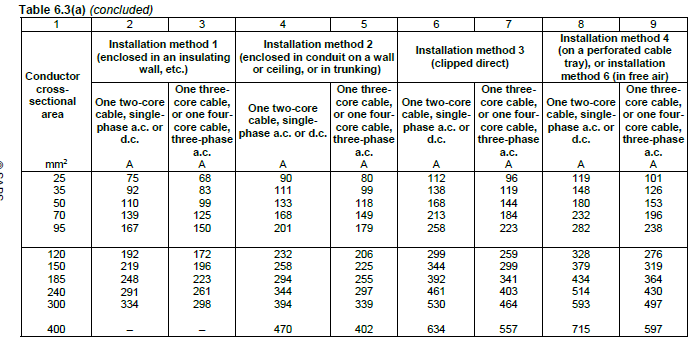 Table 6.3(a) (concluded)
1 2 3 4 5 6 7 8 9
Conductor cross-sectional area
Installation method 1 (enclosed in an insulating wall, etc.)
Installation method 2 (enclosed in conduit on a wall or ceiling, or in trunking)
Installation method 3 (clipped direct)
Installation method 4 (on a perforated cable tray), or installation method 6 (in free air)
One two-core cable, single-phase a.c. or d.c.
One three-core cable, or one four-core cable, three-phase a.c.
One two-core cable, single-phase a.c. or d.c.
One three-core cable, or one four-core cable, three-phase a.c.
One two-core cable, single-phase a.c. or d.c.
One three-core cable, or one four-core cable, three-phase a.c.
One two-core cable, single-phase a.c. or d.c.
One three-core cable, or one four-core cable, three-phase a.c.
mm² A A A A A A A A
25 75 68 90 80 112 96 119 101
35 92 83 111 99 138 119 148 126
50 110 99 133 118 168 144 180 153
70 139 125 168 149 213 184 232 196
95 167 150 201 179 258 223 282 238
120 192 172 232 206 299 259 328 276
150 219 196 258 225 344 299 379 319
185 248 223 294 255 392 341 434 364
240 291 261 344 297 461 403 514 430
300 334 298 394 339 530 464 593 497
400 – – 470 402 634 557 715 597